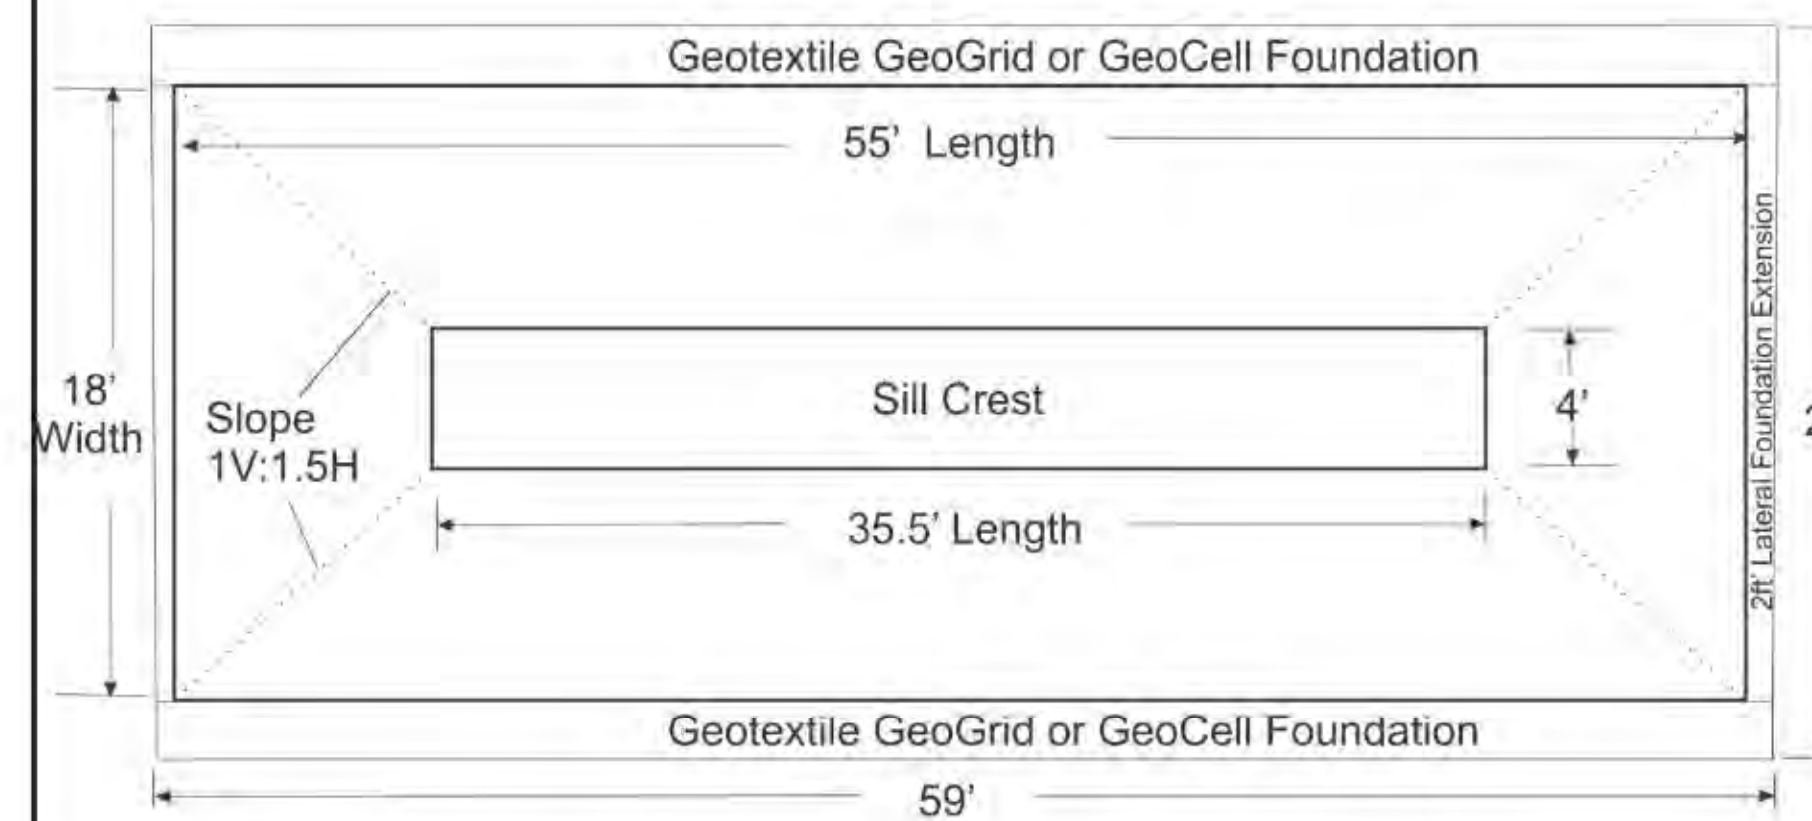 Geotextile GeoGrid or GeoCell Foundation
55’ Length
2ft’ Lateral Foundation Extension
18’
Width
Slope
1V:1.5H
Sill Crest
4’
35.5’ Length
Geotextile GeoGrid or GeoCell Foundation
59’